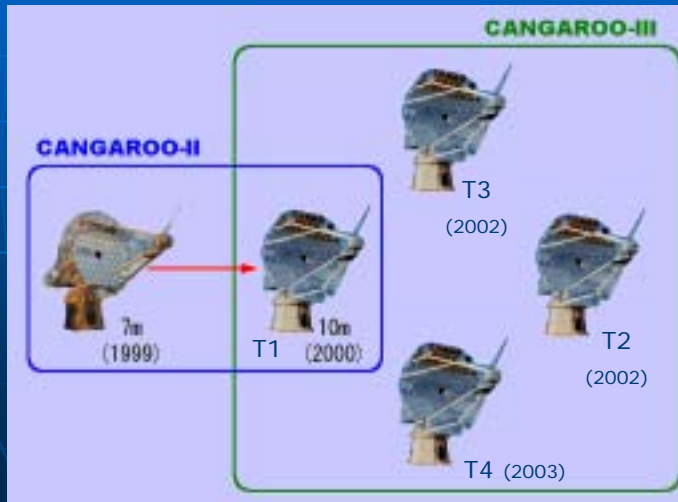 CANGAROO-III
CANGAROO-II
T3
(2002)
7m
(1999)
T1
10m
(2000)
T2
(2002)
T4 (2003)